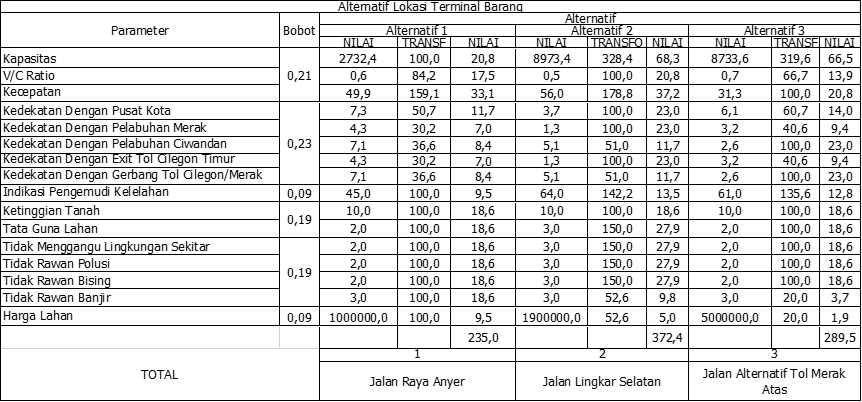 Alternatif Lokasi Terminal Barang
Parameter Bobot Alternatif
Alternatif 1 Alternatif 2 Alternatif 3
NILAI TRANSF NILAI NILAI TRANSFO NILAI NILAI TRANSF NILAI
Kapasitas 0,21 2732,4 100,0 20,8 8973,4 328,4 68,3 8733,6 319,6 66,5
V/C Ratio 0,6 84,2 17,5 0,5 100,0 20,8 0,7 66,7 13,9
Kecepatan 49,9 159,1 33,1 56,0 178,8 37,2 31,3 100,0 20,8
Kedekatan Dengan Pusat Kota 0,23 7,3 50,7 11,7 3,7 100,0 23,0 6,1 60,7 14,0
Kedekatan Dengan Pelabuhan Merak 4,3 30,2 7,0 1,3 100,0 23,0 3,2 40,6 9,4
Kedekatan Dengan Pelabuhan Ciwandan 7,1 36,6 8,4 5,1 51,0 11,7 2,6 100,0 23,0
Kedekatan Dengan Exit Tol Cilegon Timur 4,3 30,2 7,0 1,3 100,0 23,0 3,2 40,6 9,4
Kedekatan Dengan Gerbang Tol Cilegon/Merak 7,1 36,6 8,4 5,1 51,0 11,7 2,6 100,0 23,0
Indikasi Pengemudi Kelelahan 0,09 45,0 100,0 9,5 64,0 142,2 13,5 61,0 135,6 12,8
Ketinggian Tanah 0,19 10,0 100,0 18,6 10,0 100,0 18,6 10,0 100,0 18,6
Tata Guna Lahan 2,0 100,0 18,6 3,0 150,0 27,9 2,0 100,0 18,6
Tidak Menggangu Lingkungan Sekitar 0,19 2,0 100,0 18,6 3,0 150,0 27,9 2,0 100,0 18,6
Tidak Rawan Polusi 2,0 100,0 18,6 3,0 150,0 27,9 2,0 100,0 18,6
Tidak Rawan Bising 2,0 100,0 18,6 3,0 150,0 27,9 2,0 100,0 18,6
Tidak Rawan Banjir 3,0 100,0 18,6 3,0 52,6 9,8 3,0 20,0 3,7
Harga Lahan 0,09 1000000,0 100,0 9,5 1900000,0 52,6 5,0 5000000,0 20,0 1,9
235,0 372,4 289,5
TOTAL 1 2 3
Jalan Raya Anyer Jalan Lingkar Selatan Jalan Alternatif Tol Merak
Atas